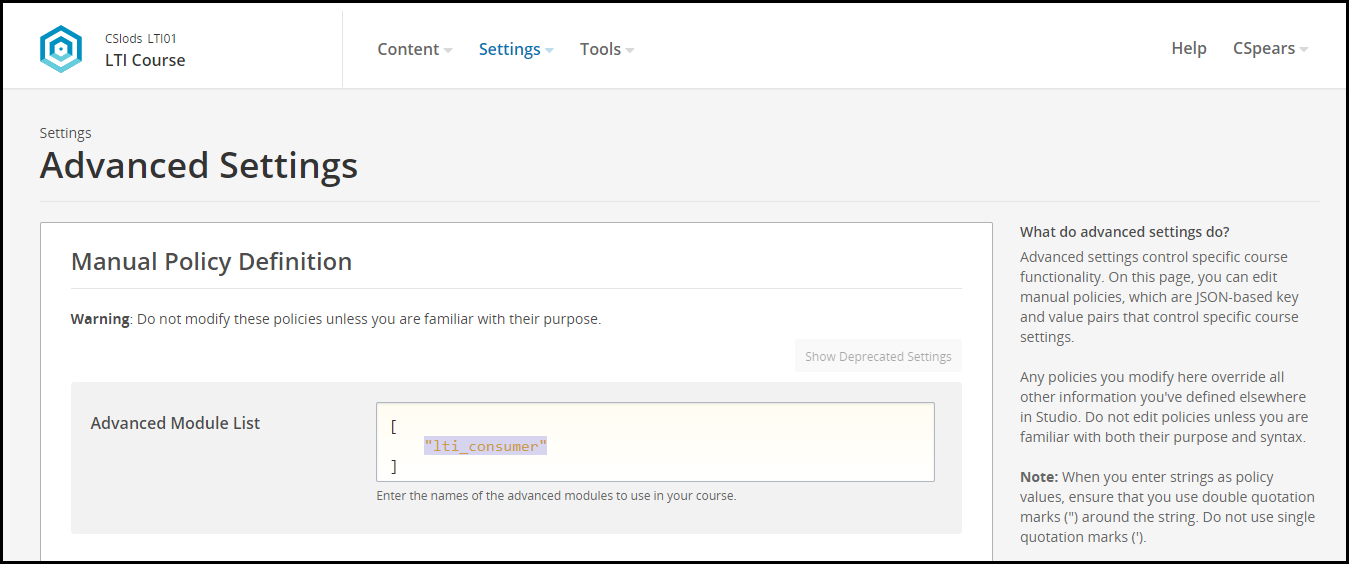 CSlods LTI01
LTI Course
Content
Settings
Tools
Help
CSpears
Settings
Advanced Settings
Manual Policy Definition
Warning: Do not modify these policies unless you are familiar with their purpose.
Show Deprecated Settings
Advanced Module List
[
"lti_consumer"
]
Enter the names of the advanced modules to use in your course.
What do advanced settings do?
Advanced settings control specific course
functionality. On this page, you can edit
manual policies, which are JSON-based key
and value pairs that control specific course
settings.
Any policies you modify here override all
other information you've defined elsewhere
in Studio. Do not edit policies unless you are
familiar with both their purpose and syntax.
Note: When you enter strings as policy
values, ensure that you use double quotation
marks (") around the string. Do not use single
quotation marks (').